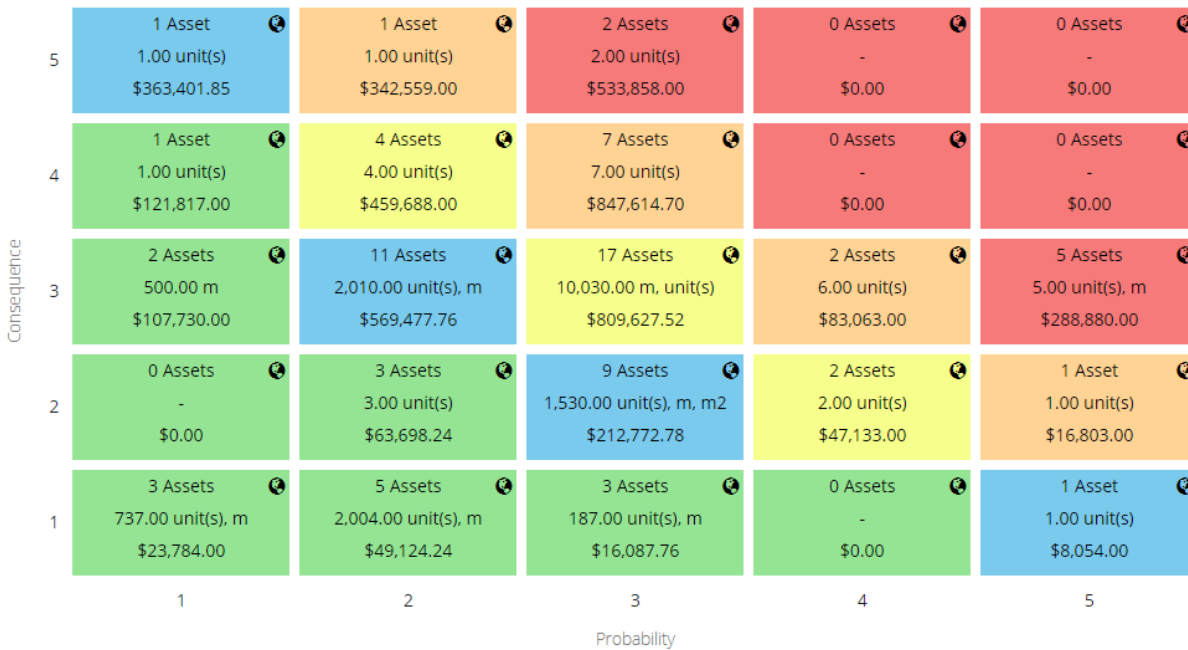 1 Asset
1.00 unit(s)
$363,401.85
1 Asset
1.00 unit(s)
$342,559.00
2 Assets
2.00 unit(s)
$533,858.00
0 Assets
-
$0.00
0 Assets
-
$0.00
5
1 Asset
1.00 unit(s)
$121,817.00
4 Assets
4.00 unit(s)
$459,688.00
7 Assets
7.00 unit(s)
$847,614.70
0 Assets
-
$0.00
0 Assets
-
$0.00
4
2 Assets
500.00 m
$107,730.00
11 Assets
2,010.00 unit(s), m
$569,477.76
17 Assets
10,030.00 m, unit(s)
$809,627.52
2 Assets
6.00 unit(s)
$83,063.00
5 Assets
5.00 unit(s), m
$288,880.00
3
Consequence
0 Assets
-
$0.00
3 Assets
3.00 unit(s)
$63,698.24
9 Assets
1,530.00 unit(s), m, m2
$212,772.78
2 Assets
2.00 unit(s)
$47,133.00
1 Asset
1.00 unit(s)
$16,803.00
2
3 Assets
737.00 unit(s), m
$23,784.00
5 Assets
2,004.00 unit(s), m
$49,124.24
3 Assets
187.00 unit(s), m
$16,087.76
0 Assets
-
$0.00
1 Asset
1.00 unit(s)
$8,054.00
1
1
2
3
4
5
Probability